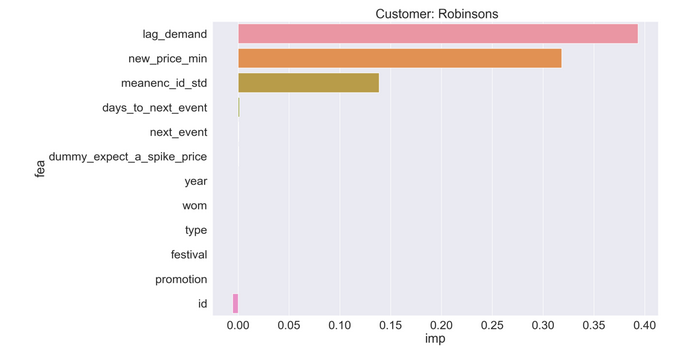 Customer: Robinsons
lag_demand
new_price_min
meanenc_id_std
days_to_next_event
next_event
dummy_expect_a_spike_price
year
wom
type
festival
promotion
id
fea
0.00 0.05 0.10 0.15 0.20 0.25 0.30 0.35 0.40
imp